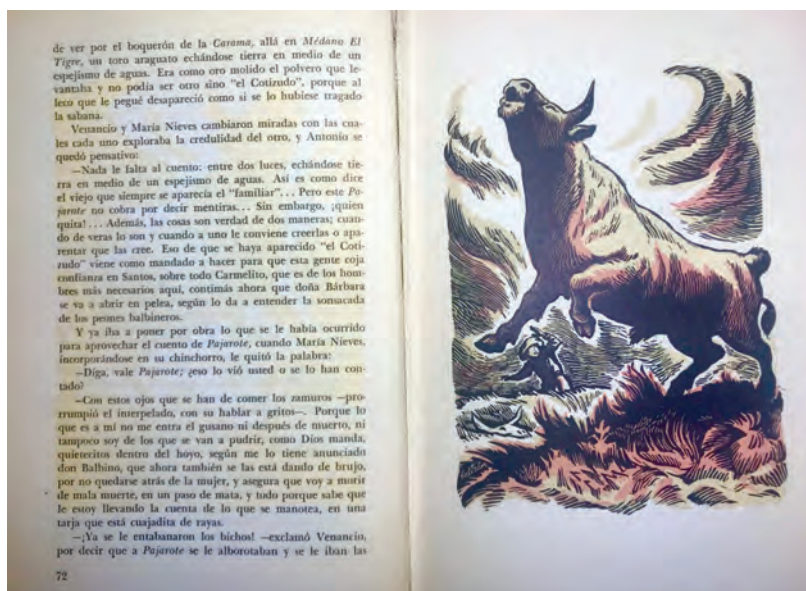 de ver por el boquerón de la Carama, allá en Médano El
Tigre, un toro araguato echándose tierra en medio de un
espejismo de aguas. Era como oro molido el polvero que le-
vantaba y no podía ser otro sino "el Cotizudo", porque al
leco que le pegué desapareció como si se lo hubiese tragado
la sabana.
Venancio y María Nieves cambiaron miradas con las cua-
les cada uno exploraba la credulidad del otro, y Antonio se
quedó pensativo:
—Nada le falta al cuento: entre dos luces, echándose tie-
rra en medio de un espejismo de aguas. Así es como dice
el viejo que siempre se aparecía el "familiar"... Pero este Pa-
jarote no cobra por decir mentiras... Sin embargo, ¡quien
quita!... Además, las cosas son verdad de dos maneras; cuan-
do de veras lo son y cuando a uno le conviene creerlas o apa-
rentar que las cree. Eso de que se haya aparecido "el Coti-
zudo" viene como mandado a hacer para que esta gente coja
confianza en Santos, sobre todo Carmelito, que es de los hom-
bres más necesarios aquí, contimás ahora que doña Bárbara
se va a abrir en pelea, según lo da a entender la sonsacada
de los peones balbineros.
Y ya iba a poner por obra lo que se le había ocurrido
para aprovechar el cuento de Pajarote, cuando María Nieves,
incorporándose en su chinchorro, le quitó la palabra:
—Diga, vale Pajarote; ¿eso lo vió usted o se lo han con-
tado?
—Con estos ojos que se han de comer los zamuros —pro-
rrumpió el interpelado, con su hablar a gritos—. Porque lo
que es a mí no me entra el gusano ni después de muerto, ni
tampoco soy de los que se van a pudrir, como Dios manda,
quietecitos dentro del hoyo, según me lo tiene anunciado
don Balbino, que ahora también se las está dando de brujo,
por no quedarse atrás de la mujer, y asegura que voy a morir
de mala muerte, en un paso de mata, y todo porque sabe que
le estoy llevando la cuenta de lo que se manotea, en una
tarja que está cuajadita de rayas.
—¡Ya se le entabanaron los bichos! —exclamó Venancio,
por decir que a Pajarote se le alborotaban y se le iban las
72